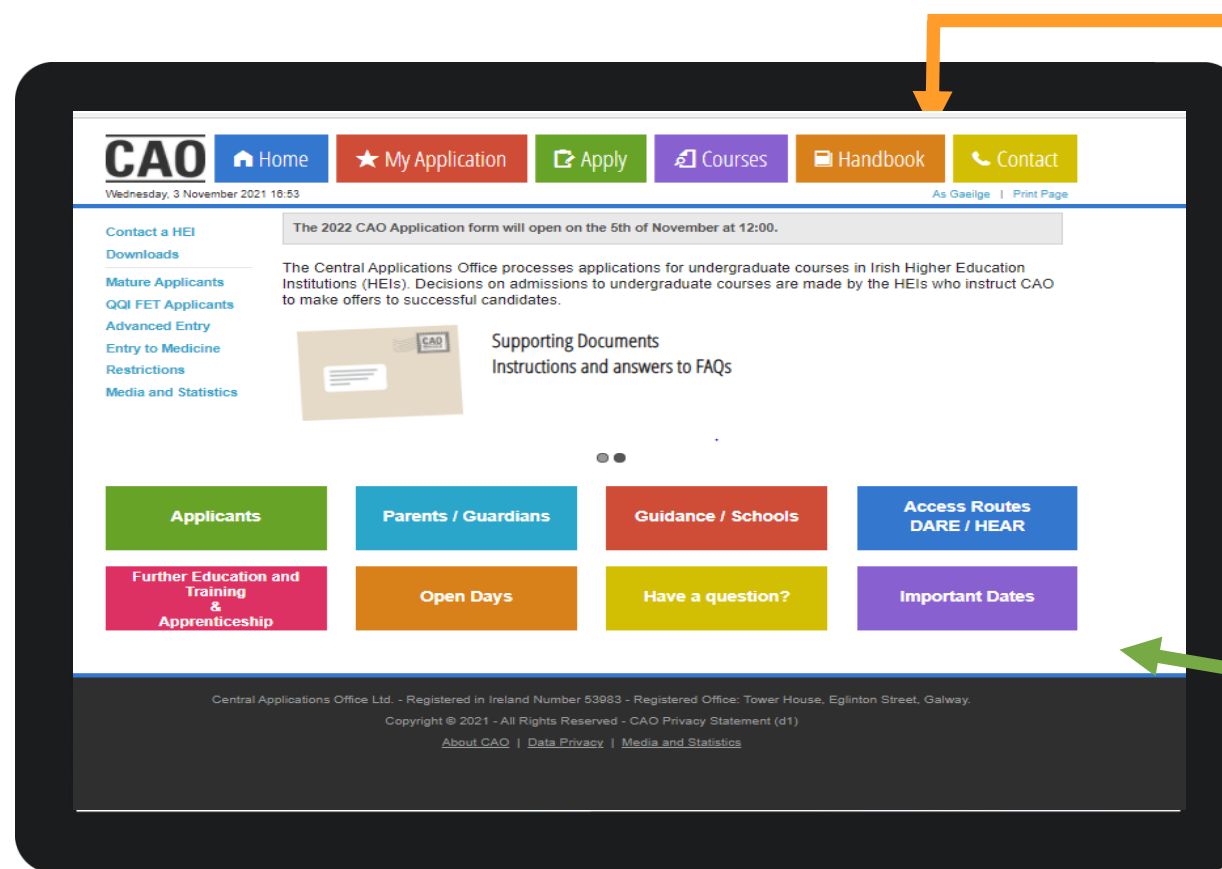 CAO Home My Application Apply Courses Handbook Contact
Wednesday, 3 November 2021 16:53
As Gaeilge | Print Page
Contact a HEI
Downloads
Mature Applicants
QQI FET Applicants
Advanced Entry
Entry to Medicine
Restrictions
Media and Statistics
The 2022 CAO Application form will open on the 5th of November at 12:00.
The Central Applications Office processes applications for undergraduate courses in Irish Higher Education
Institutions (HEIs). Decisions on admissions to undergraduate courses are made by the HEIs who instruct CAO
to make offers to successful candidates.
CAO
Supporting Documents
Instructions and answers to FAQs
Applicants
Parents / Guardians
Guidance / Schools
Access Routes
DARE / HEAR
Further Education and
Training
&
Apprenticeship
Open Days
Have a question?
Important Dates
Central Applications Office Ltd. - Registered in Ireland Number 53983 - Registered Office: Tower House, Eglinton Street, Galway.
Copyright © 2021 - All Rights Reserved - CAO Privacy Statement (d1)
About CAO | Data Privacy | Media and Statistics